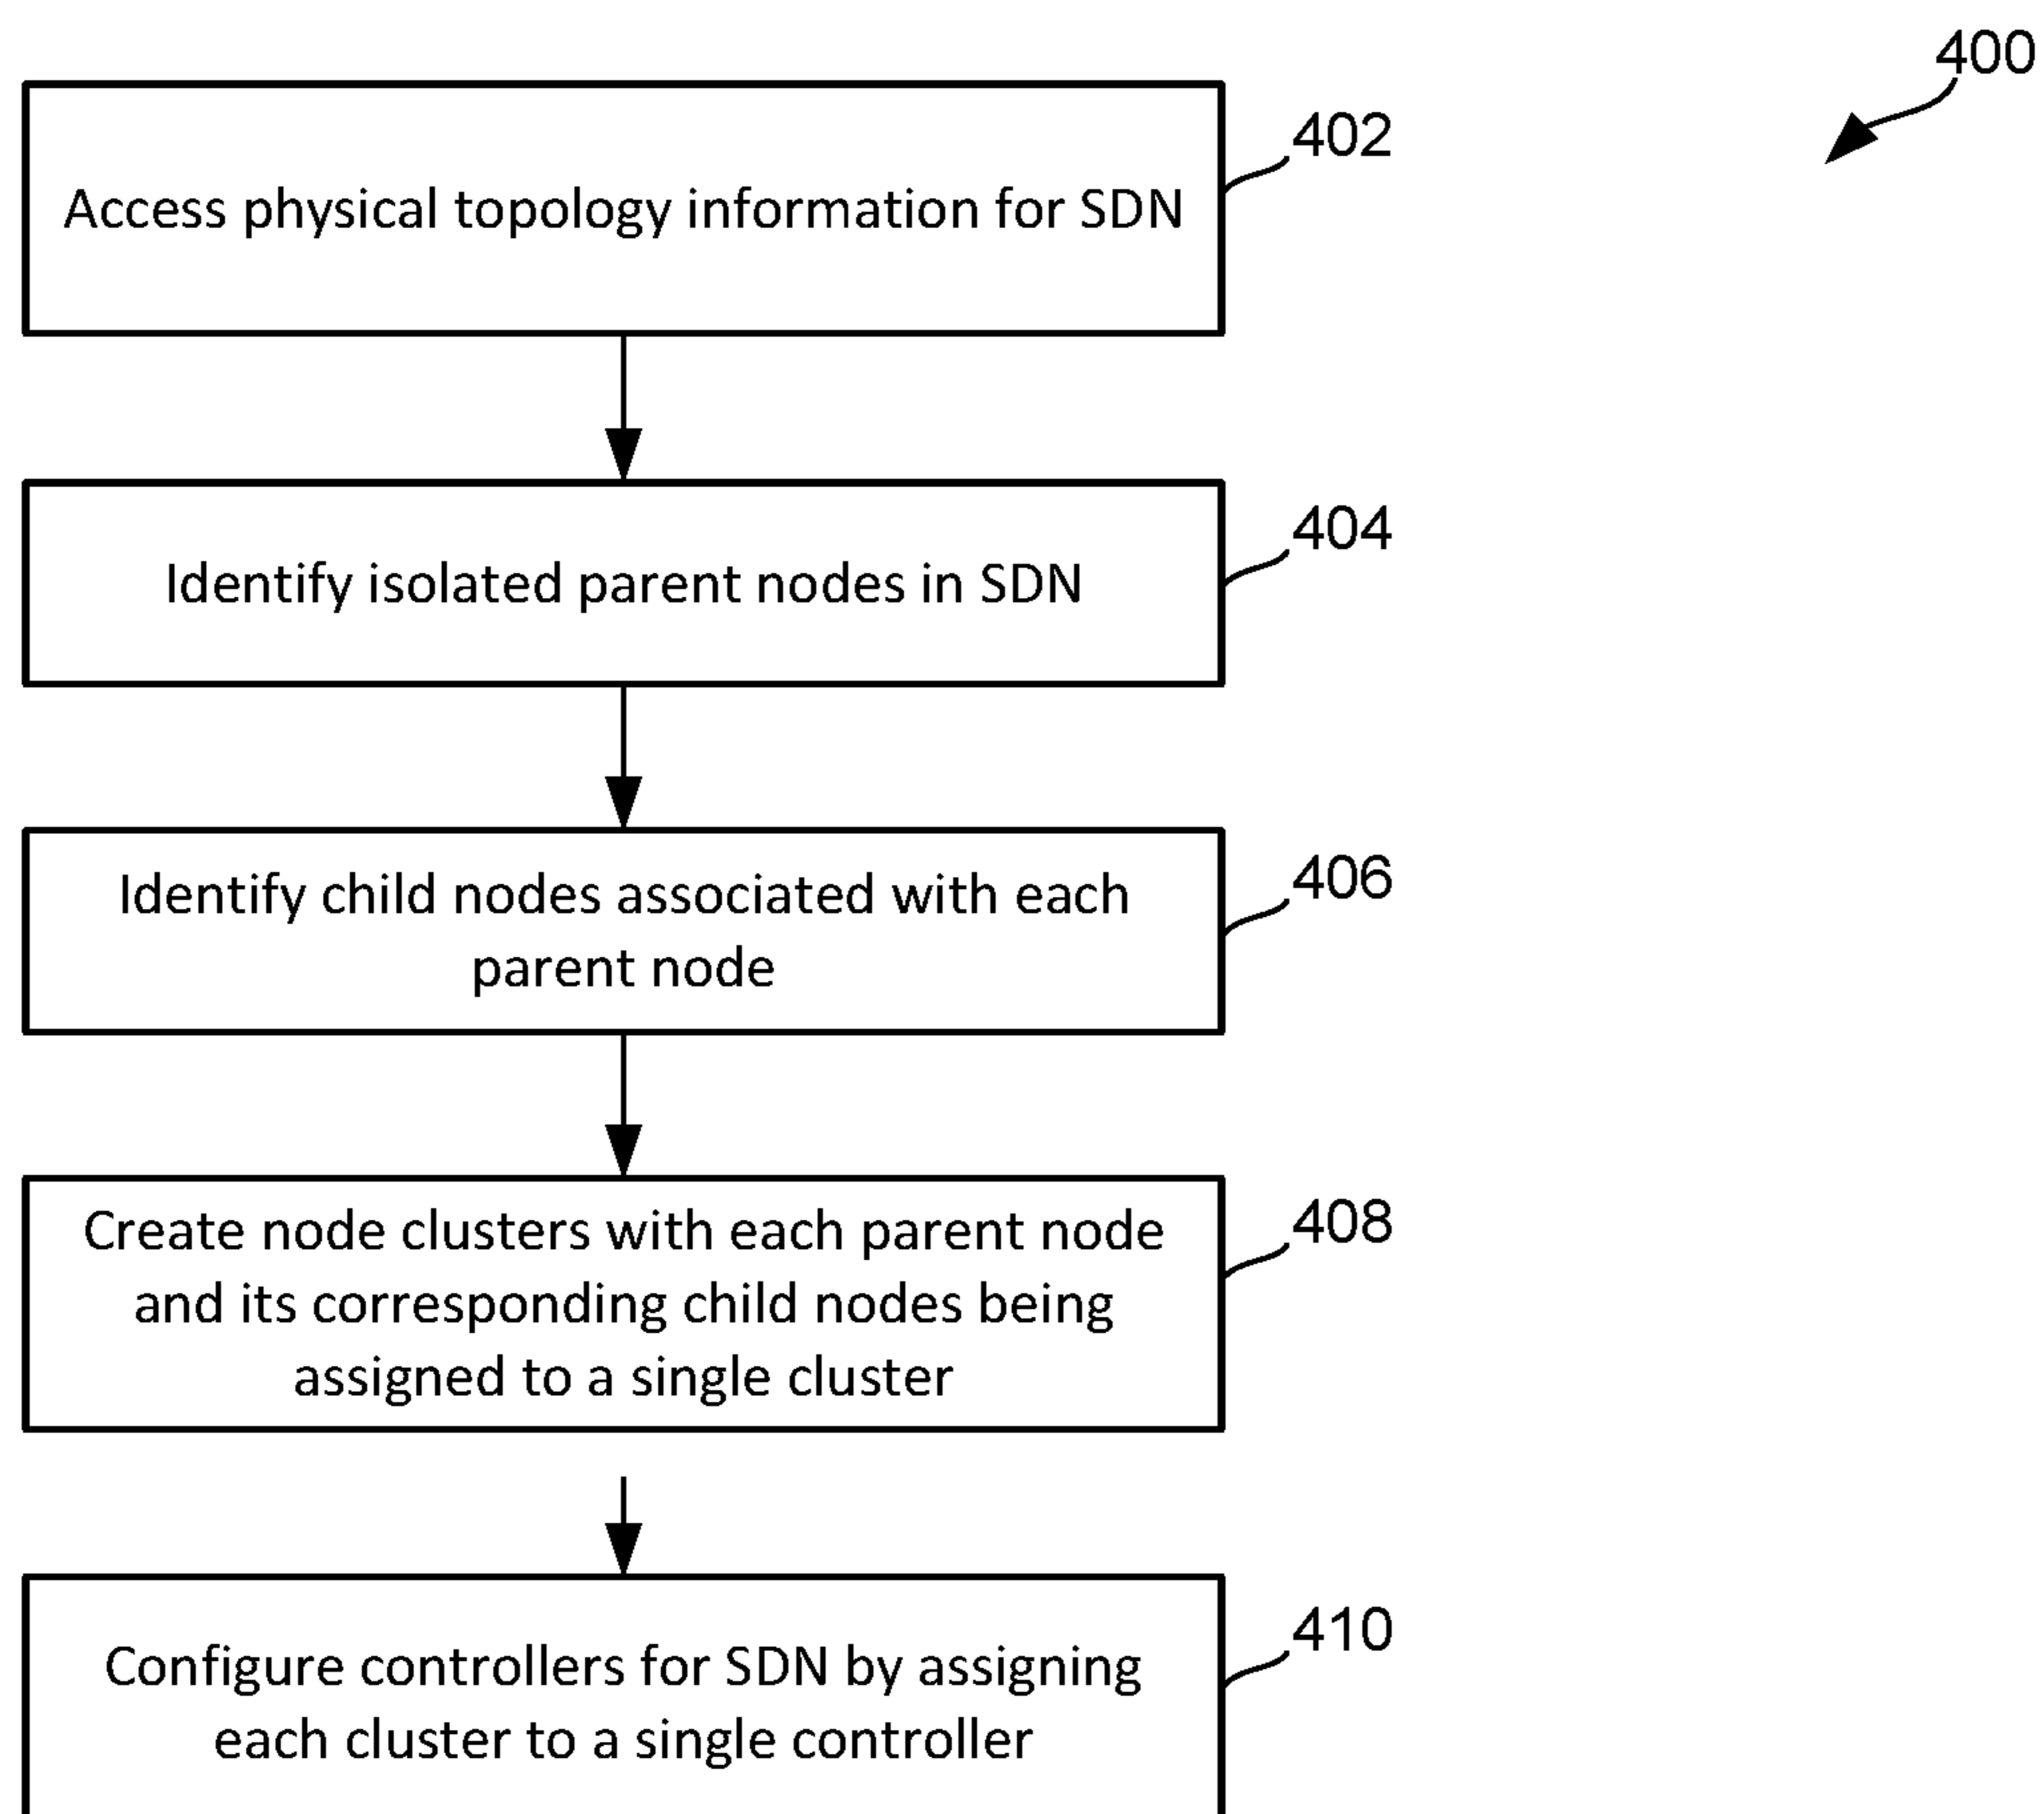 400
402
Access physical topology information for SDN
404
Identify isolated parent nodes in SDN
406
Identify child nodes associated with each
parent node
408
Create node clusters with each parent node
and its corresponding child nodes being
assigned to a single cluster
410
Configure controllers for SDN by assigning
each cluster to a single controller